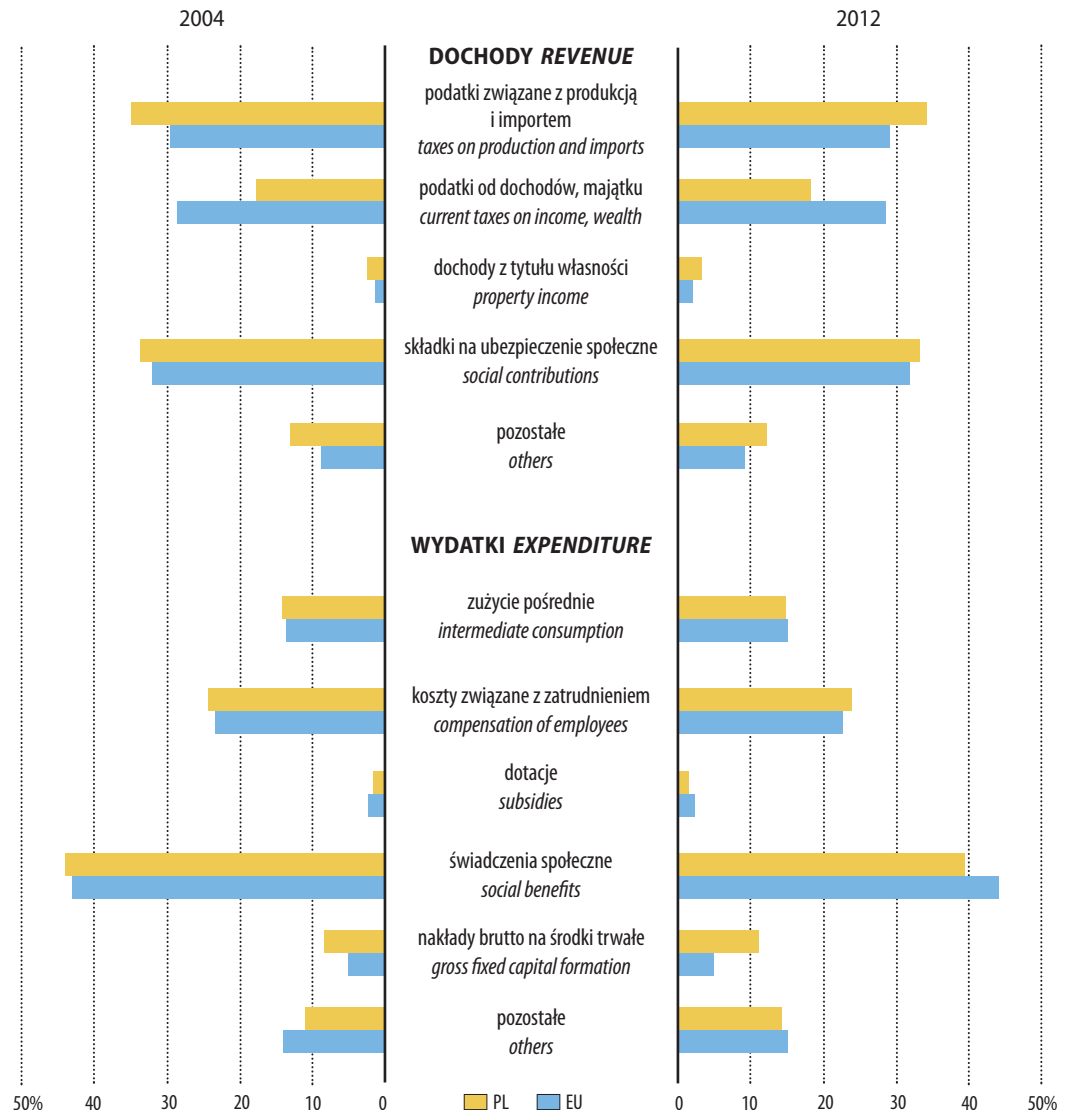 2004
2012
DOCHODY REVENUE
podatki związane z produkcją
i importem
taxes on production and imports
podatki od dochodów, majątku
current taxes on income, wealth
dochody z tytułu własności
property income
składki na ubezpieczenie społeczne
social contributions
pozostałe
others
WYDATKI EXPENDITURE
zużycie pośrednie
intermediate consumption
koszty związane z zatrudnieniem
compensation of employees
dotacje
subsidies
świadczenia społeczne
social benefits
nakłady brutto na środki trwałe
gross fixed capital formation
pozostałe
others
50% 40 30 20 10 0
PL EU
0 10 20 30 40 50%